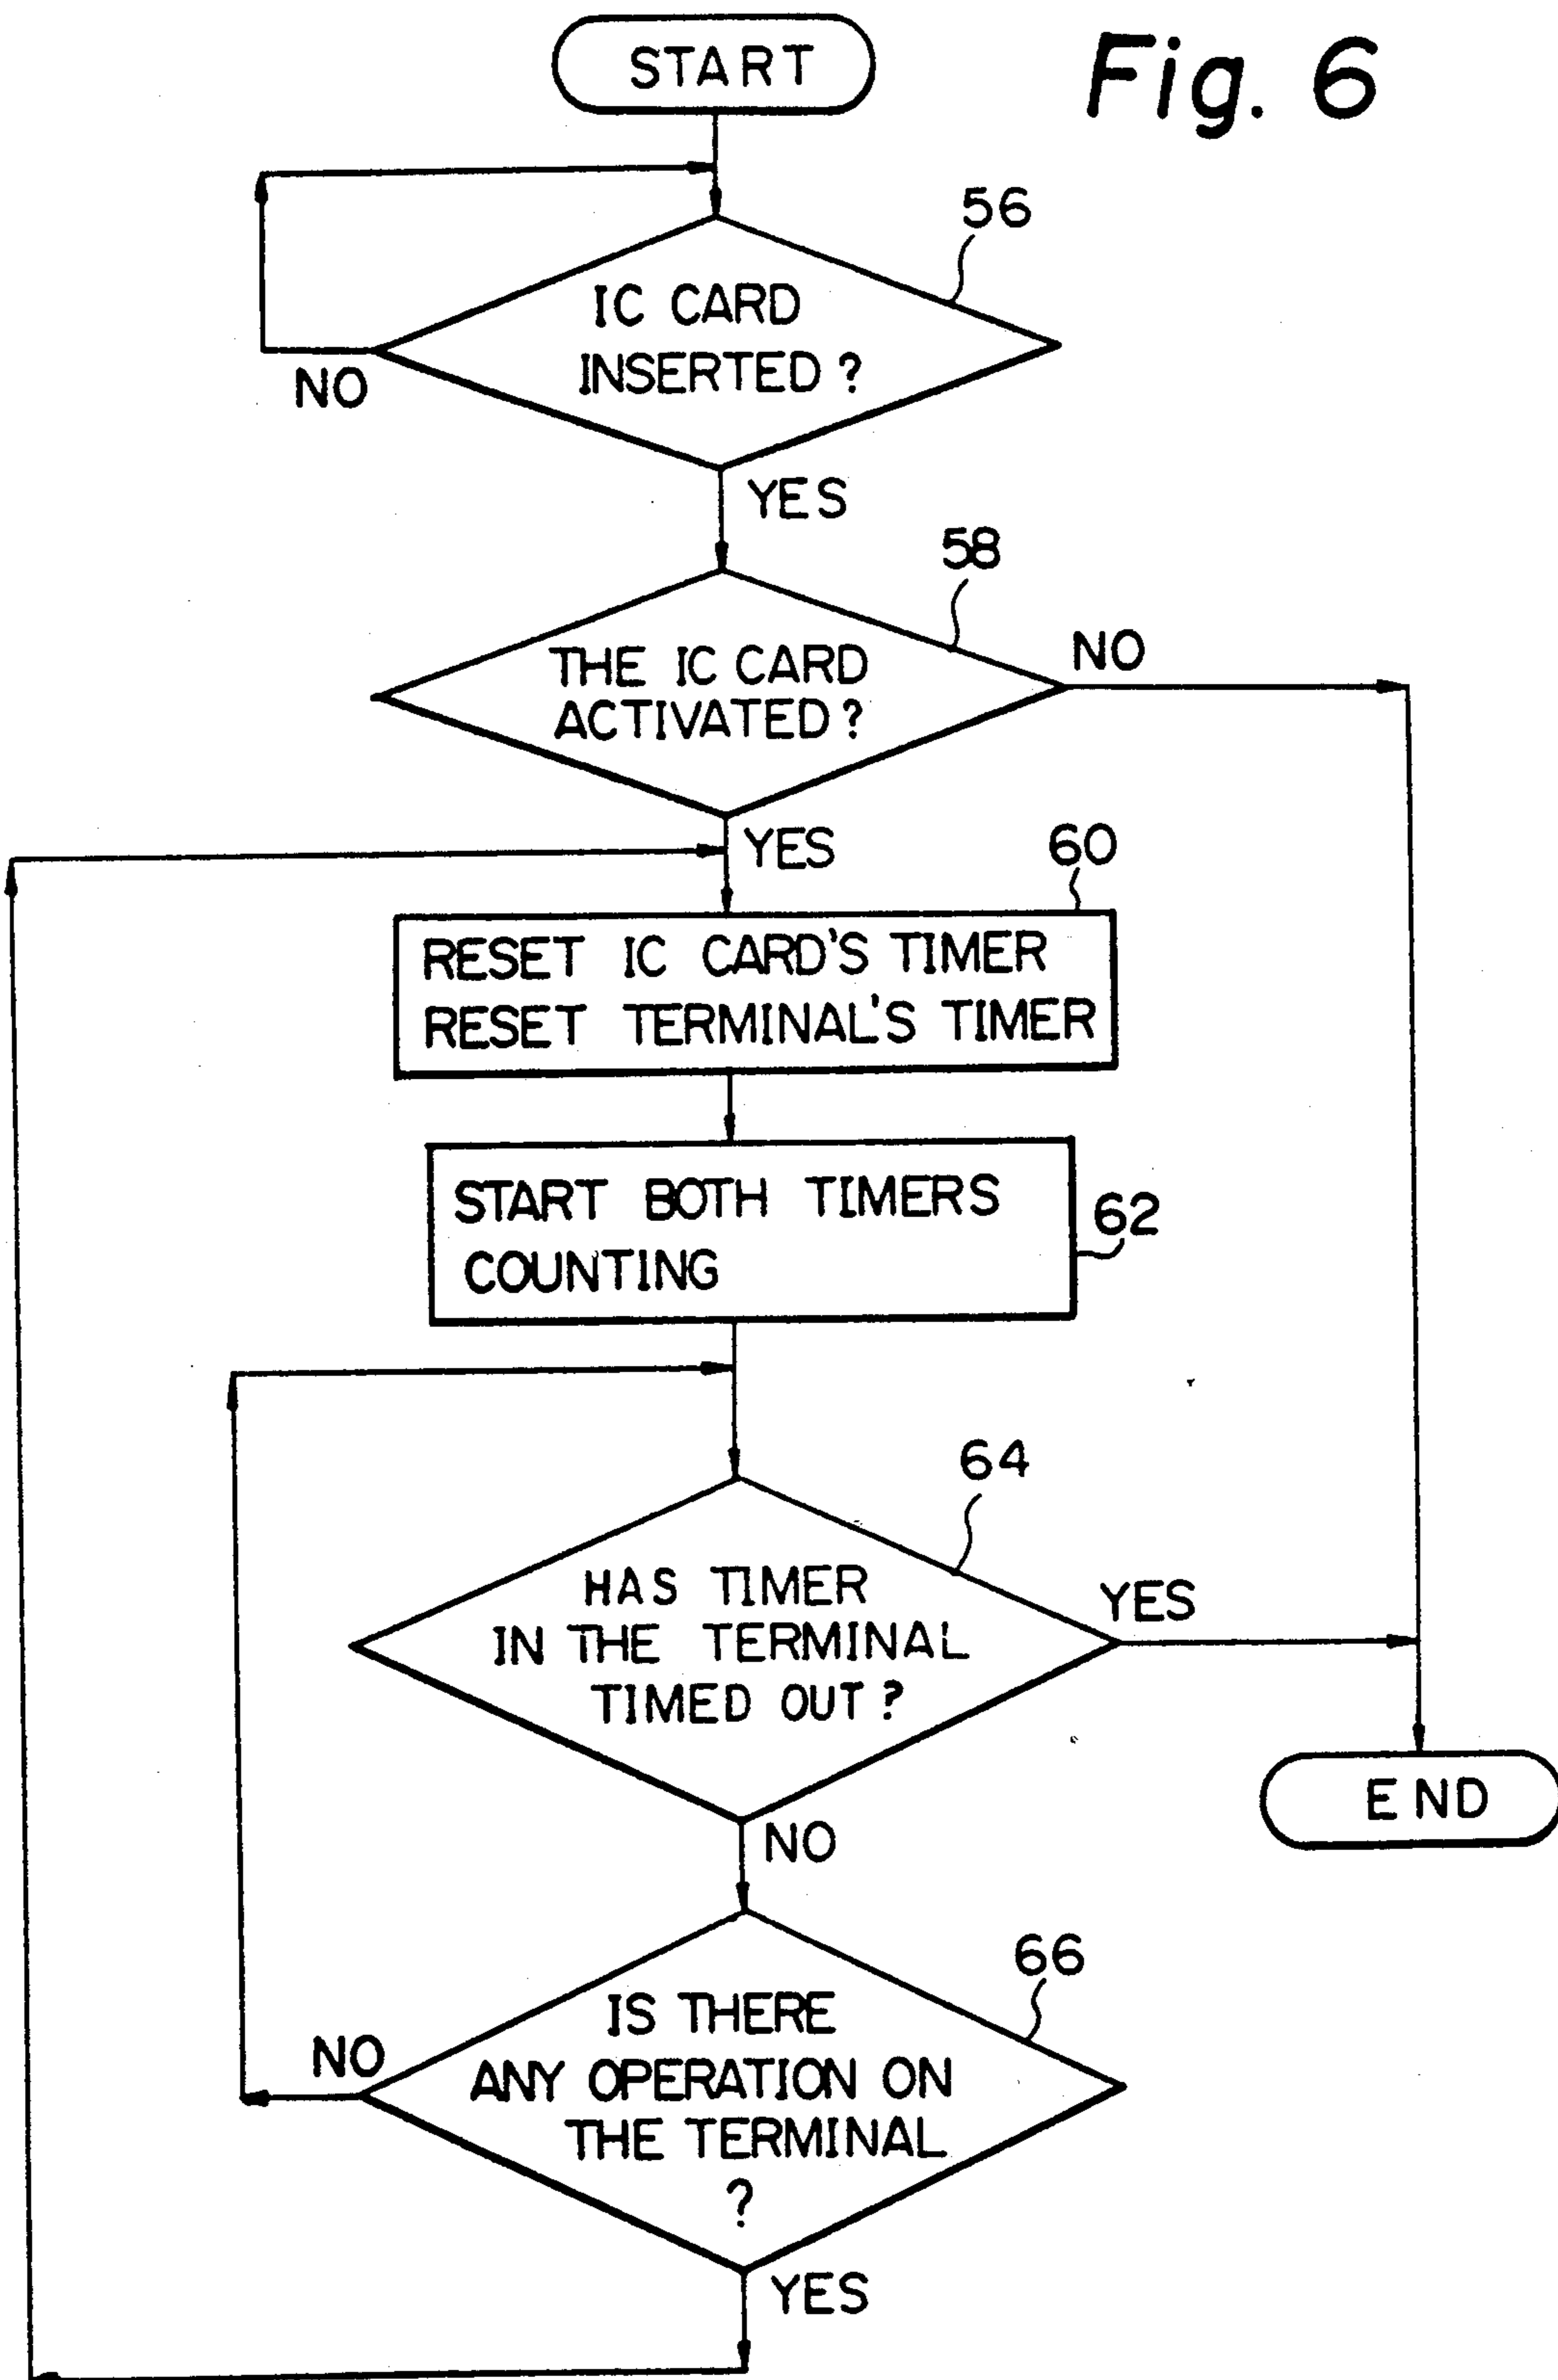 START
Fig. 6
56
IC CARD
INSERTED ?
NO
YES
58
THE IC CARD
ACTIVATED ?
NO
YES
60
RESET IC CARD'S TIMER
RESET TERMINAL'S TIMER
START BOTH TIMERS
COUNTING
62
64
HAS TIMER
IN THE TERMINAL
TIMED OUT ?
YES
END
NO
66
IS THERE
ANY OPERATION ON
THE TERMINAL
?
NO
YES